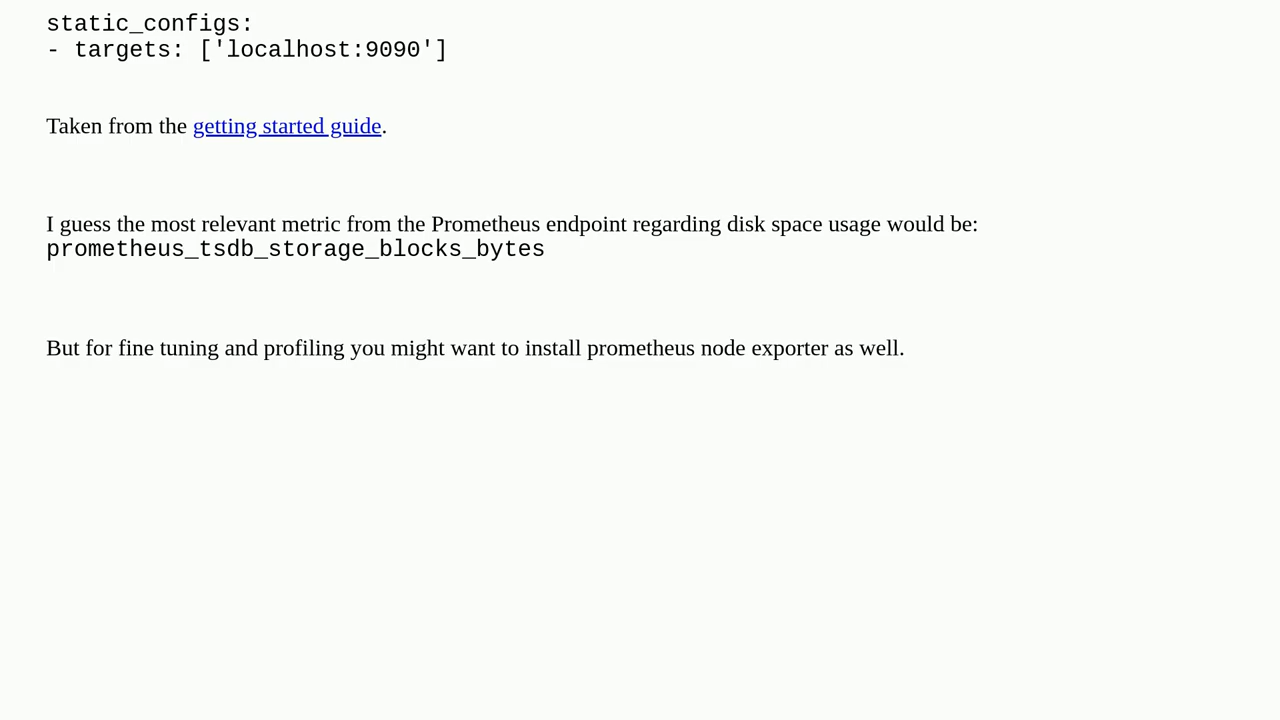 static_configs:
- targets: ['localhost:9090']
Taken from the getting started guide.
I guess the most relevant metric from the Prometheus endpoint regarding disk space usage would be:
prometheus_tsdb_storage_blocks_bytes
But for fine tuning and profiling you might want to install prometheus node exporter as well.